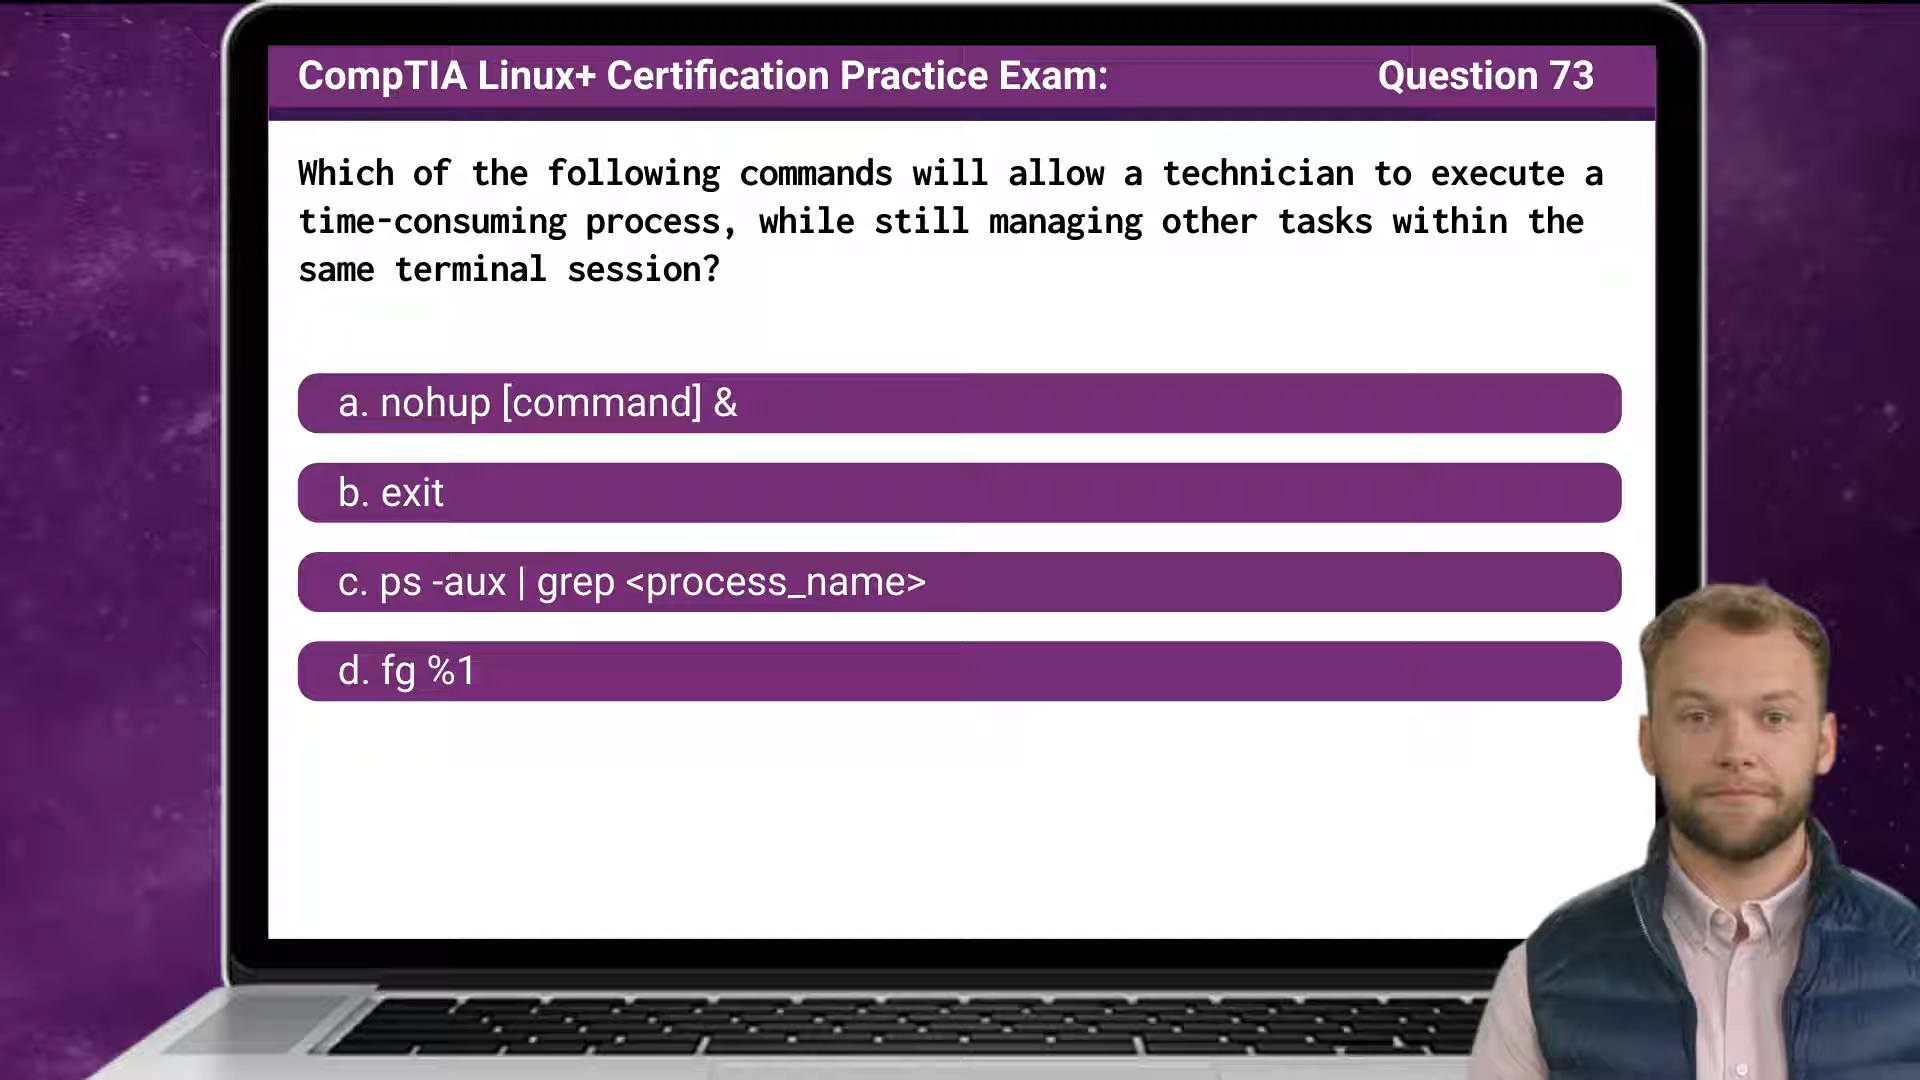 CompTIA Linux+ Certification Practice Exam: Question 73
Which of the following commands will allow a technician to execute a
time-consuming process, while still managing other tasks within the
same terminal session?
a. nohup [command] &
b. exit
c. ps -aux | grep <process_name>
d. fg %1